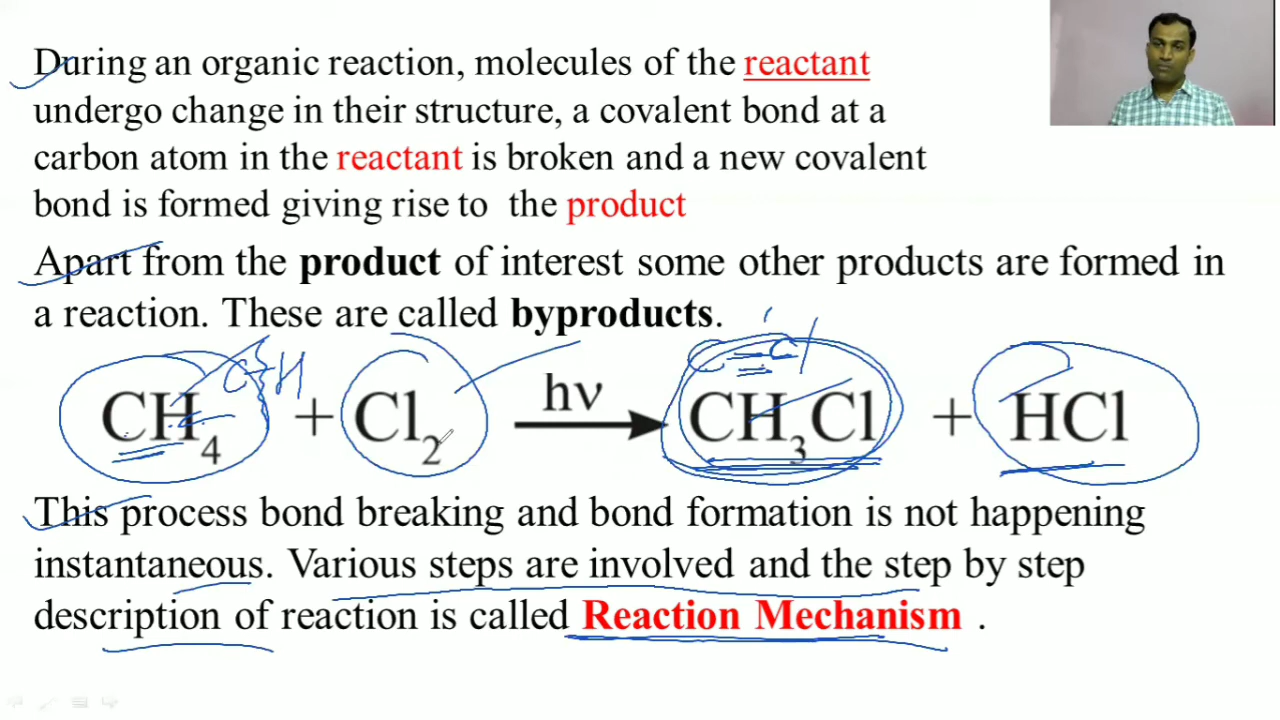 During an organic reaction, molecules of the reactant
undergo change in their structure, a covalent bond at a
carbon atom in the reactant is broken and a new covalent
bond is formed giving rise to the product
Apart from the product of interest some other products are formed in
a reaction. These are called byproducts.
C-H
C-Cl
CH₄ + Cl₂ hν CH₃Cl + HCl
This process bond breaking and bond formation is not happening
instantaneous. Various steps are involved and the step by step
description of reaction is called Reaction Mechanism .